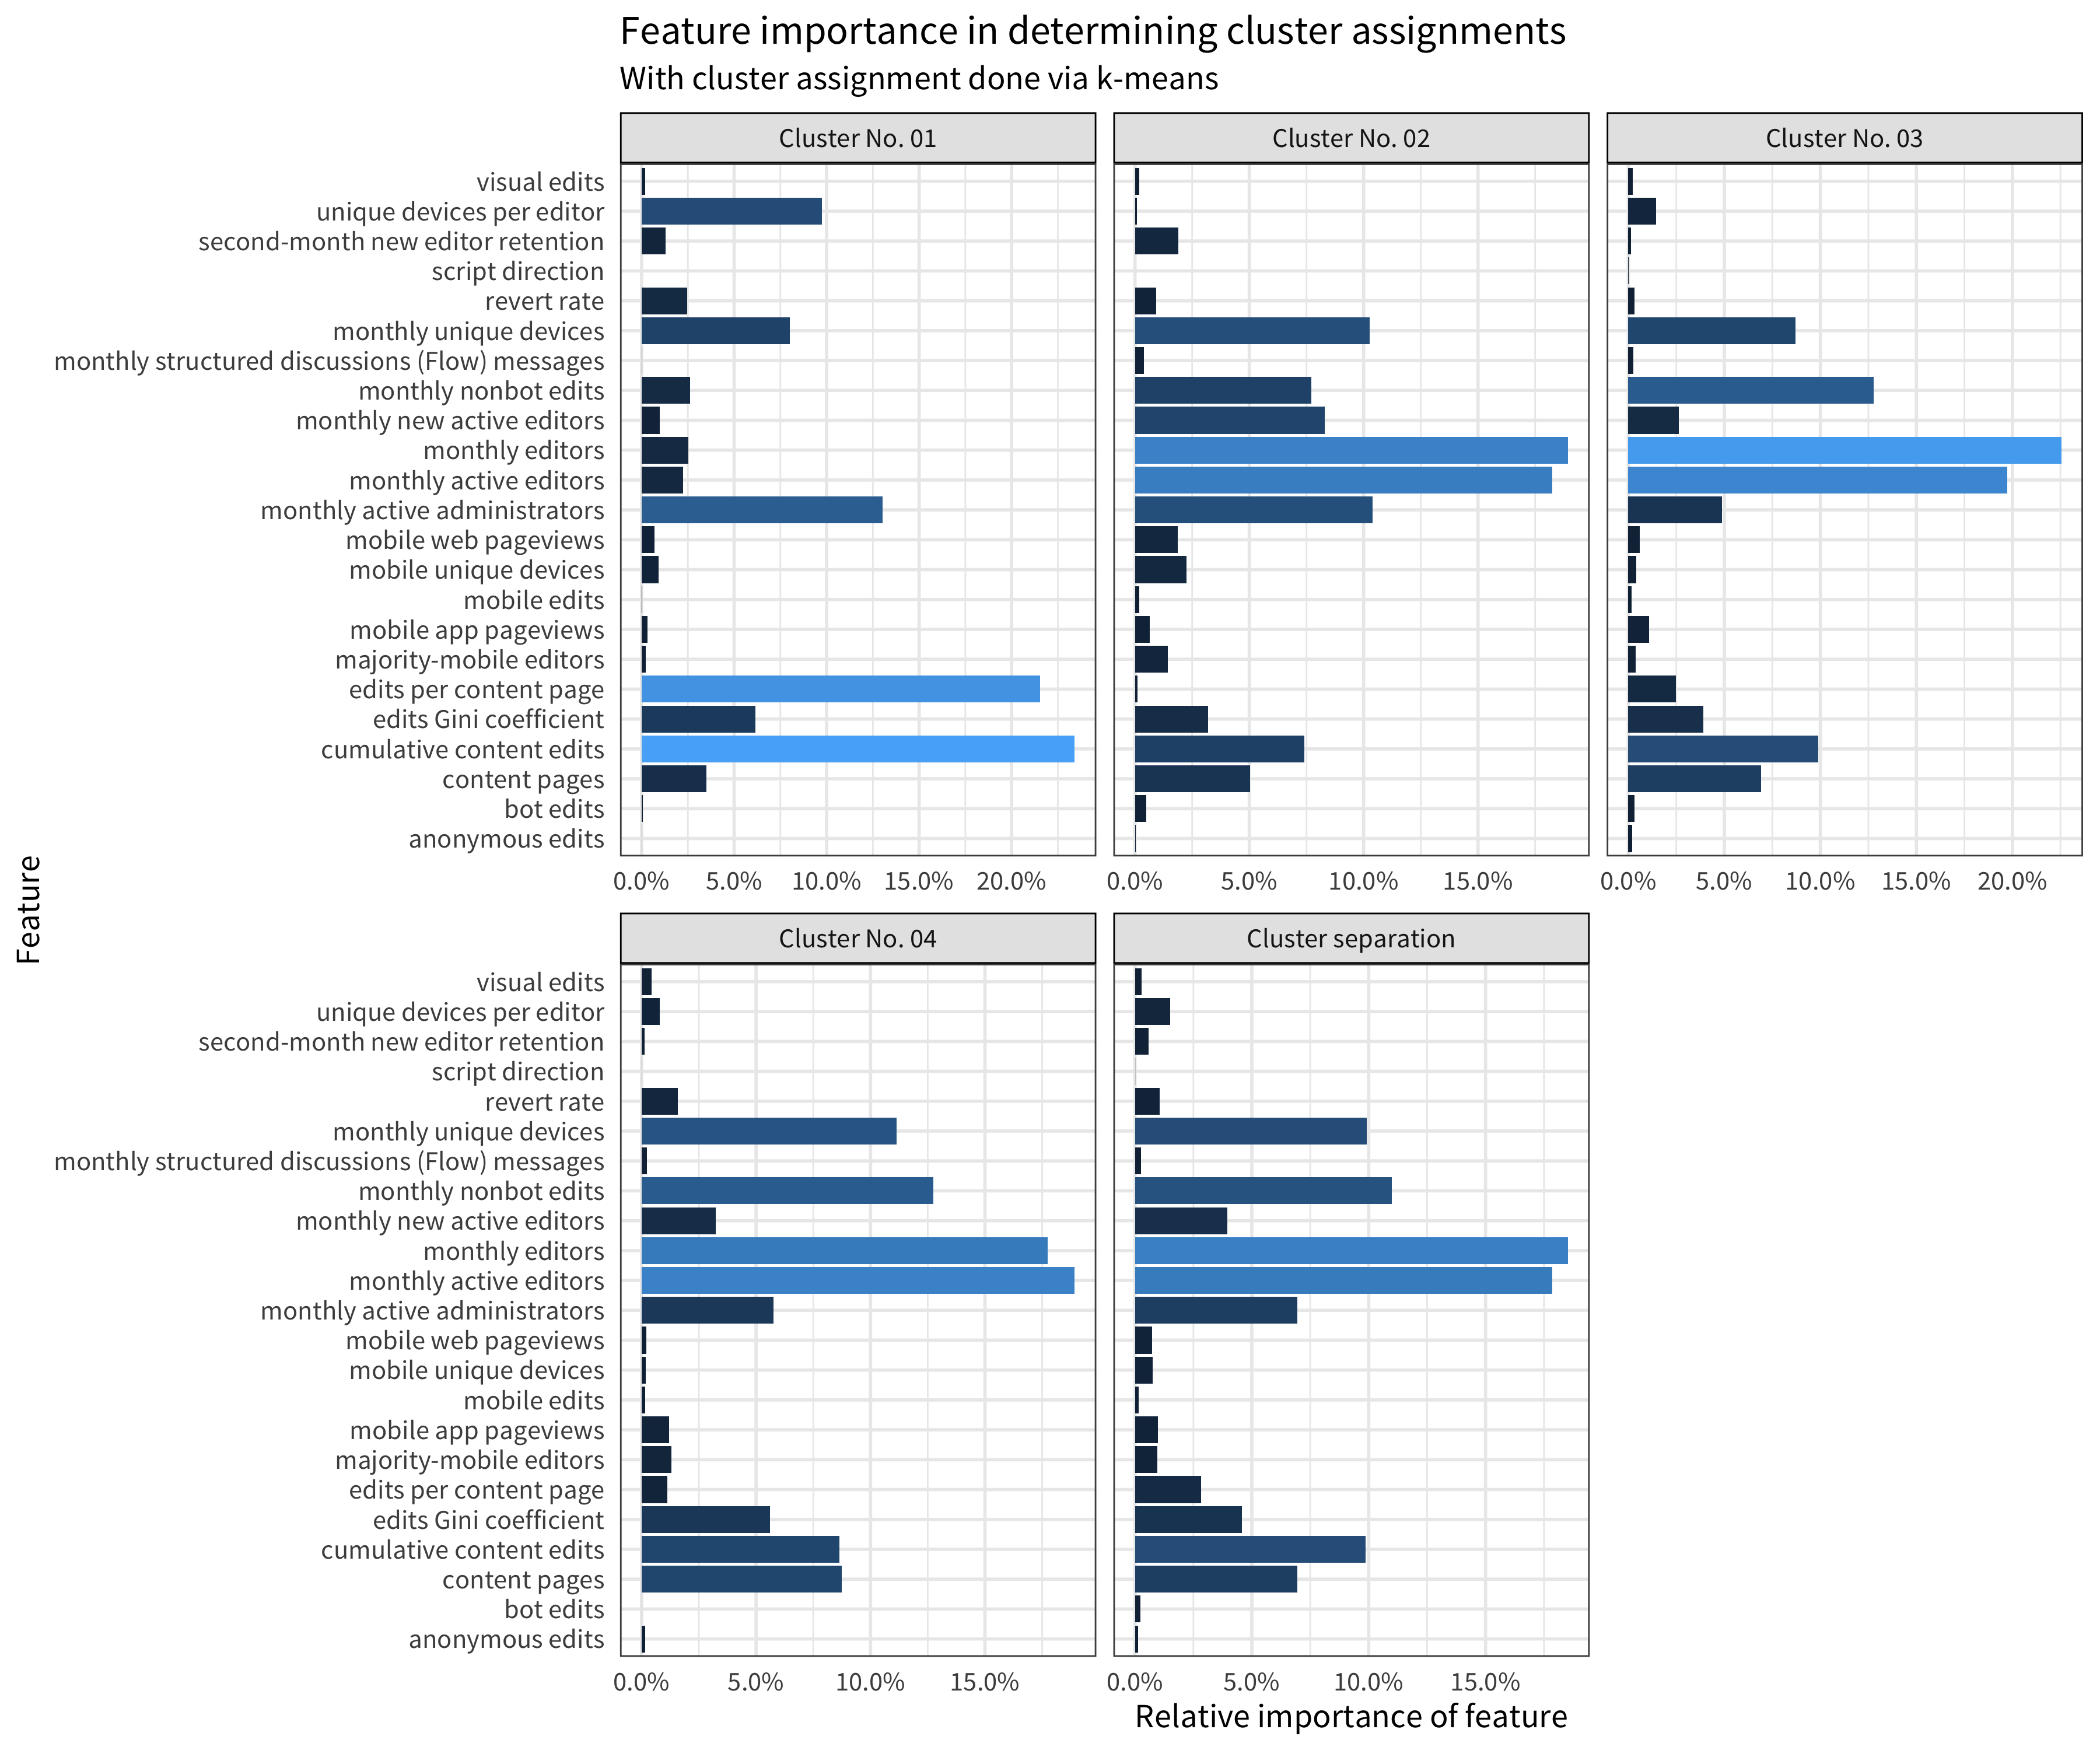 Feature importance in determining cluster assignments
With cluster assignment done via k-means
Cluster No. 01
Cluster No. 02
Cluster No. 03
visual edits
unique devices per editor
second-month new editor retention
script direction
revert rate
monthly unique devices
monthly structured discussions (Flow) messages
monthly nonbot edits
monthly new active editors
monthly editors
monthly active editors
monthly active administrators
mobile web pageviews
mobile unique devices
mobile edits
mobile app pageviews
majority-mobile editors
edits per content page
edits Gini coefficient
cumulative content edits
content pages
bot edits
anonymous edits
0.0% 5.0% 10.0% 15.0% 20.0%
0.0% 5.0% 10.0% 15.0%
0.0% 5.0% 10.0% 15.0% 20.0%
Feature
Cluster No. 04
Cluster separation
visual edits
unique devices per editor
second-month new editor retention
script direction
revert rate
monthly unique devices
monthly structured discussions (Flow) messages
monthly nonbot edits
monthly new active editors
monthly editors
monthly active editors
monthly active administrators
mobile web pageviews
mobile unique devices
mobile edits
mobile app pageviews
majority-mobile editors
edits per content page
edits Gini coefficient
cumulative content edits
content pages
bot edits
anonymous edits
0.0% 5.0% 10.0% 15.0%
0.0% 5.0% 10.0% 15.0%
Relative importance of feature